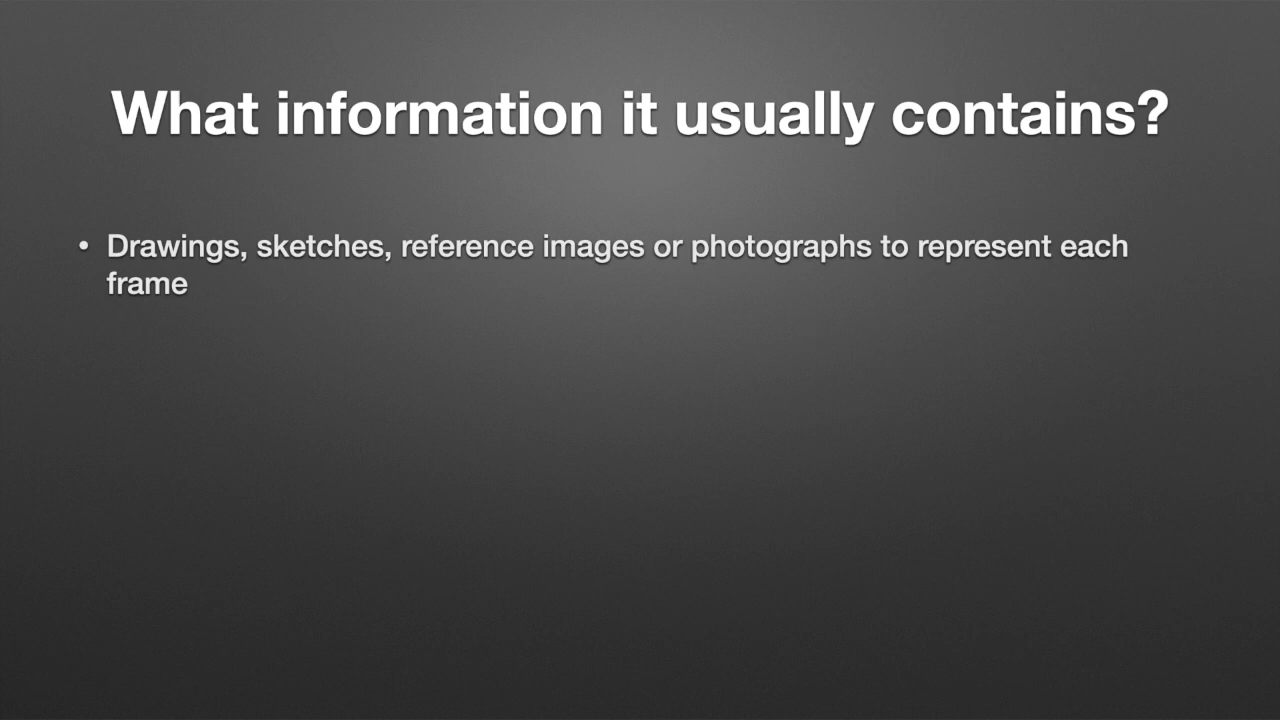 What information it usually contains?
• Drawings, sketches, reference images or photographs to represent each
frame